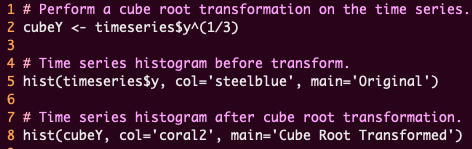 1 # Perform a cube root transformation on the time series.
2 cubeY <- timeseries$y^(1/3)
3
4 # Time series histogram before transform.
5 hist(timeseries$y, col='steelblue', main='Original')
6
7 # Time series histogram after cube root transformation.
8 hist(cubeY, col='coral2', main='Cube Root Transformed')